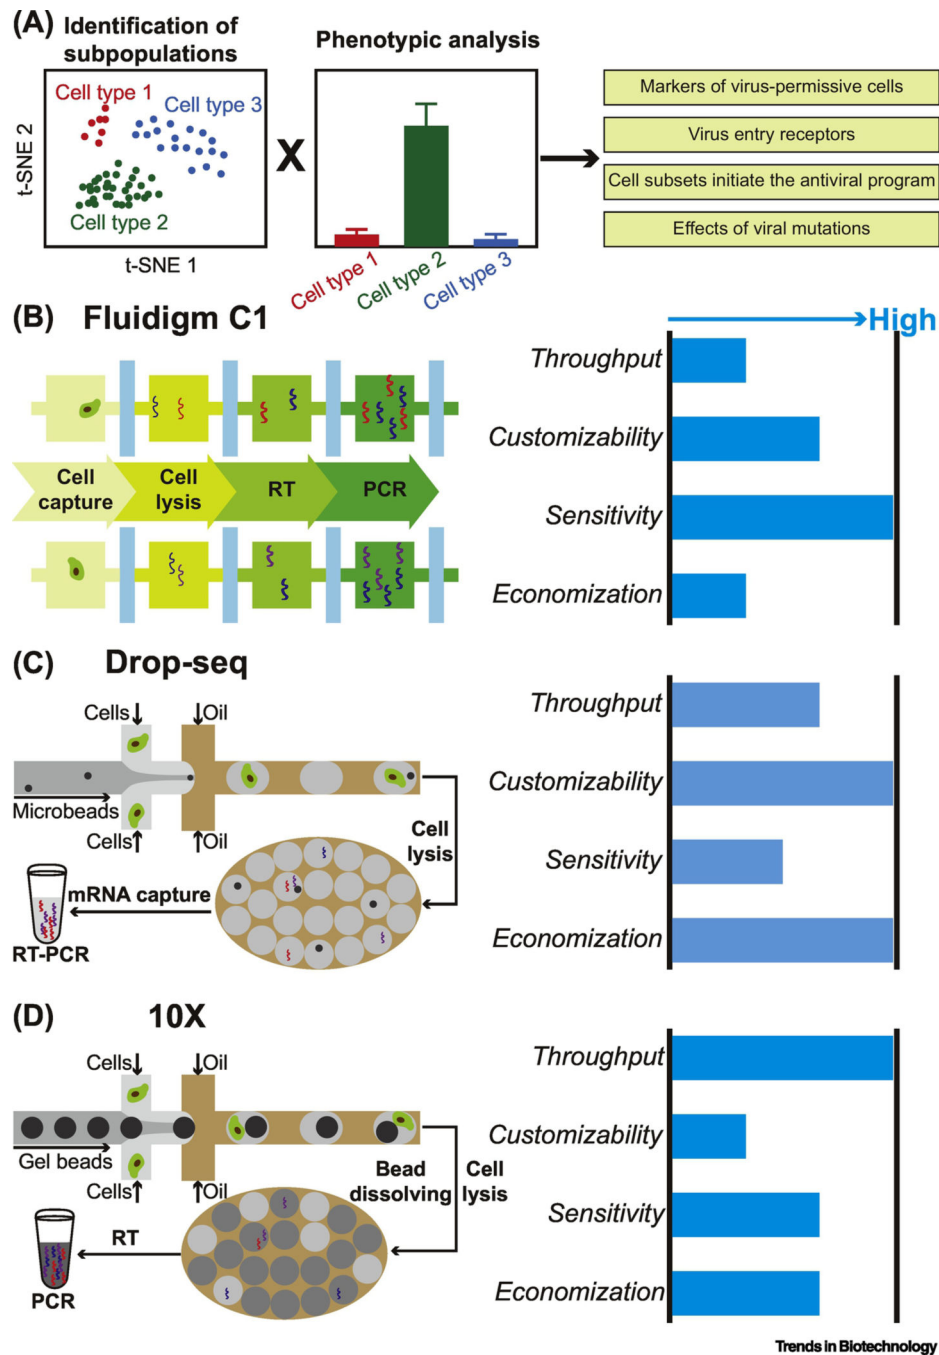 (A)
Identification of
subpopulations
Phenotypic analysis
Cell type 1
Cell type 3
Cell type 2
t-SNE 2
t-SNE 1
X
Cell type 1
Cell type 2
Cell type 3
Markers of virus-permissive cells
Virus entry receptors
Cell subsets initiate the antiviral program
Effects of viral mutations
(B) Fluidigm C1
Cell
capture
Cell
lysis
RT
PCR
High
Throughput
Customizability
Sensitivity
Economization
(C) Drop-seq
Cells
Oil
Microbeads
Cells
Oil
Cell
lysis
mRNA capture
RT-PCR
Throughput
Customizability
Sensitivity
Economization
(D) 10X
Cells
Oil
Gel beads
Cells
Oil
Bead
dissolving
Cell
lysis
RT
PCR
Throughput
Customizability
Sensitivity
Economization
Trends in Biotechnology